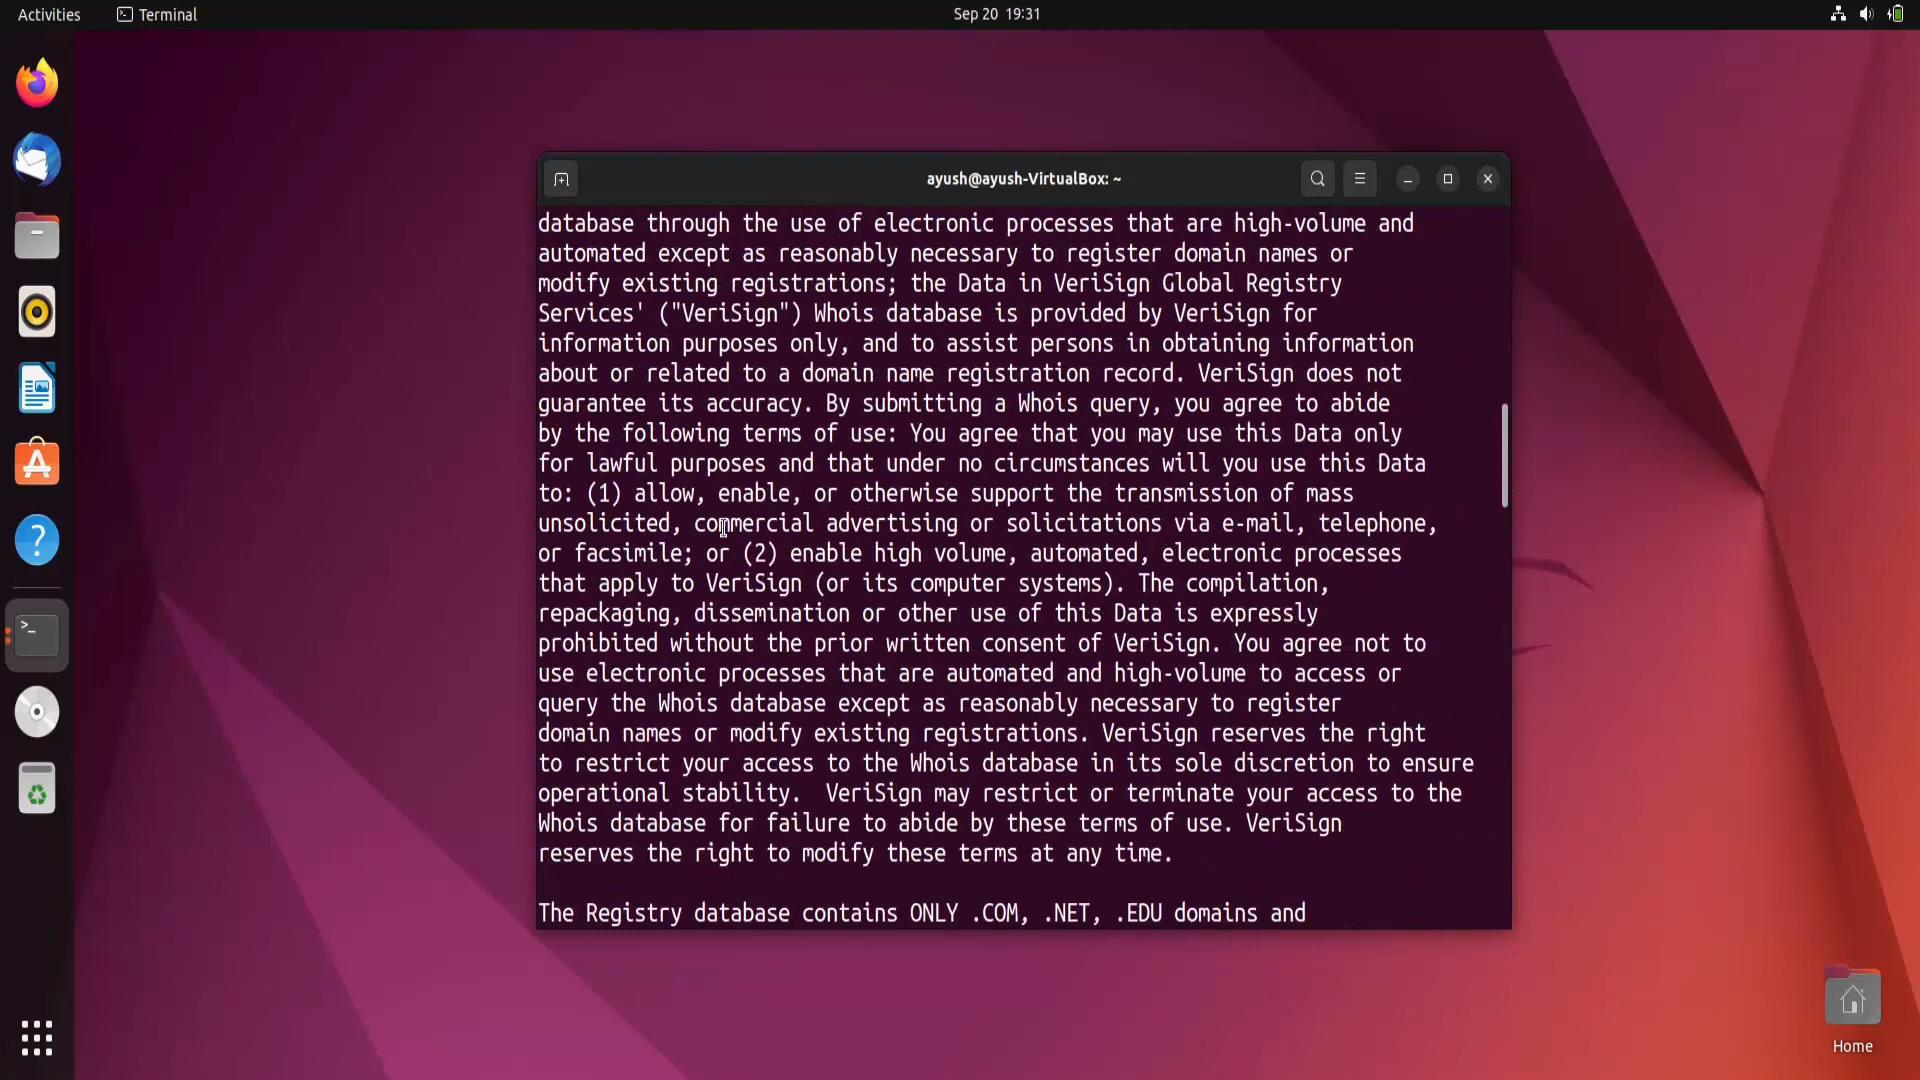 Activities
Terminal
Sep 20 19:31
ayush@ayush-VirtualBox: ~
database through the use of electronic processes that are high-volume and
automated except as reasonably necessary to register domain names or
modify existing registrations; the Data in VeriSign Global Registry
Services' ("VeriSign") Whois database is provided by VeriSign for
information purposes only, and to assist persons in obtaining information
about or related to a domain name registration record. VeriSign does not
guarantee its accuracy. By submitting a Whois query, you agree to abide
by the following terms of use: You agree that you may use this Data only
for lawful purposes and that under no circumstances will you use this Data
to: (1) allow, enable, or otherwise support the transmission of mass
unsolicited, commercial advertising or solicitations via e-mail, telephone,
or facsimile; or (2) enable high volume, automated, electronic processes
that apply to VeriSign (or its computer systems). The compilation,
repackaging, dissemination or other use of this Data is expressly
prohibited without the prior written consent of VeriSign. You agree not to
use electronic processes that are automated and high-volume to access or
query the Whois database except as reasonably necessary to register
domain names or modify existing registrations. VeriSign reserves the right
to restrict your access to the Whois database in its sole discretion to ensure
operational stability.  VeriSign may restrict or terminate your access to the
Whois database for failure to abide by these terms of use. VeriSign
reserves the right to modify these terms at any time.

The Registry database contains ONLY .COM, .NET, .EDU domains and
Home